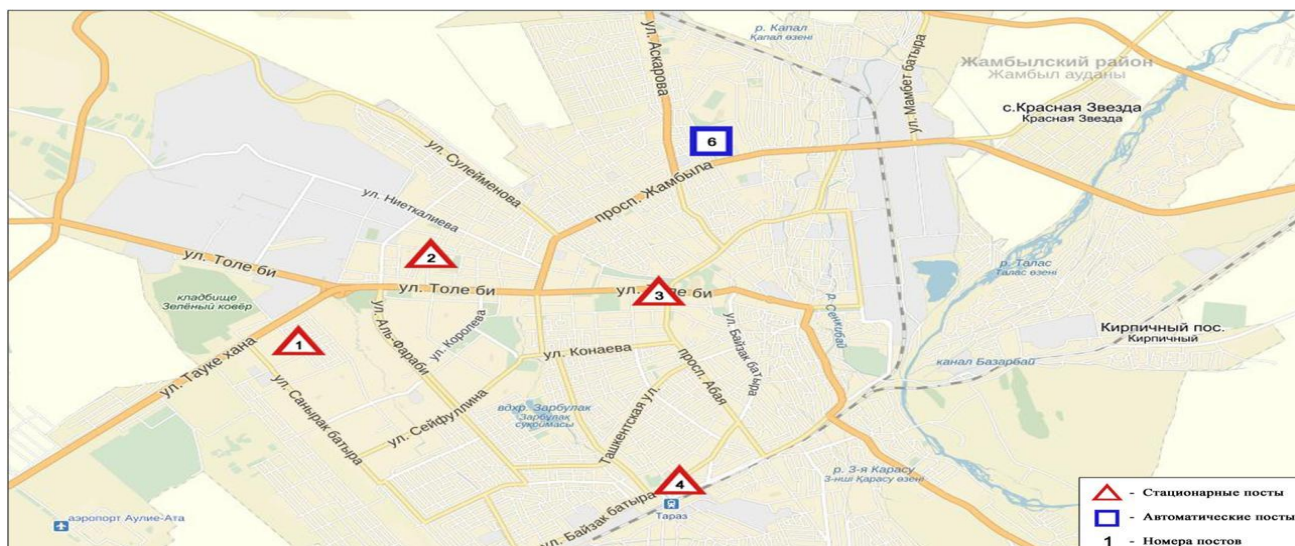 ул. Аскарова
р. Капал
Қапал өзені
ул. Мамбет батыра
Жамбылский район
Жамбыл ауданы
с.Красная Звезда
Красная Звезда
6
ул. Сулейменова
просп. Жамбыла
ул. Ниеткалиева
2
ул. Толе би
ул. Толе би
ул. Толе би
3
р. Талас
Талас өзені
кладбище
Зелёный ковёр
1
ул. Аль-Фараби
ул. Королева
ул. Конаева
ул. Байзак батыра
р. Сенкибай
Кирпичный пос.
Кирпичный
канал Базарбай
ул. Тауке хана
ул. Санырак батыра
ул. Сейфуллина
вдхр. Зарбулак
Зарбулақ
суқоймасы
Ташкентская ул.
просп. Абая
4
Тараз
ул. Байзак батыра
р. 3-я Карасу
3-нші Қарасу өзені
аэропорт Аулие-Ата
- Стационарные посты
- Автоматические посты
1 - Номера постов